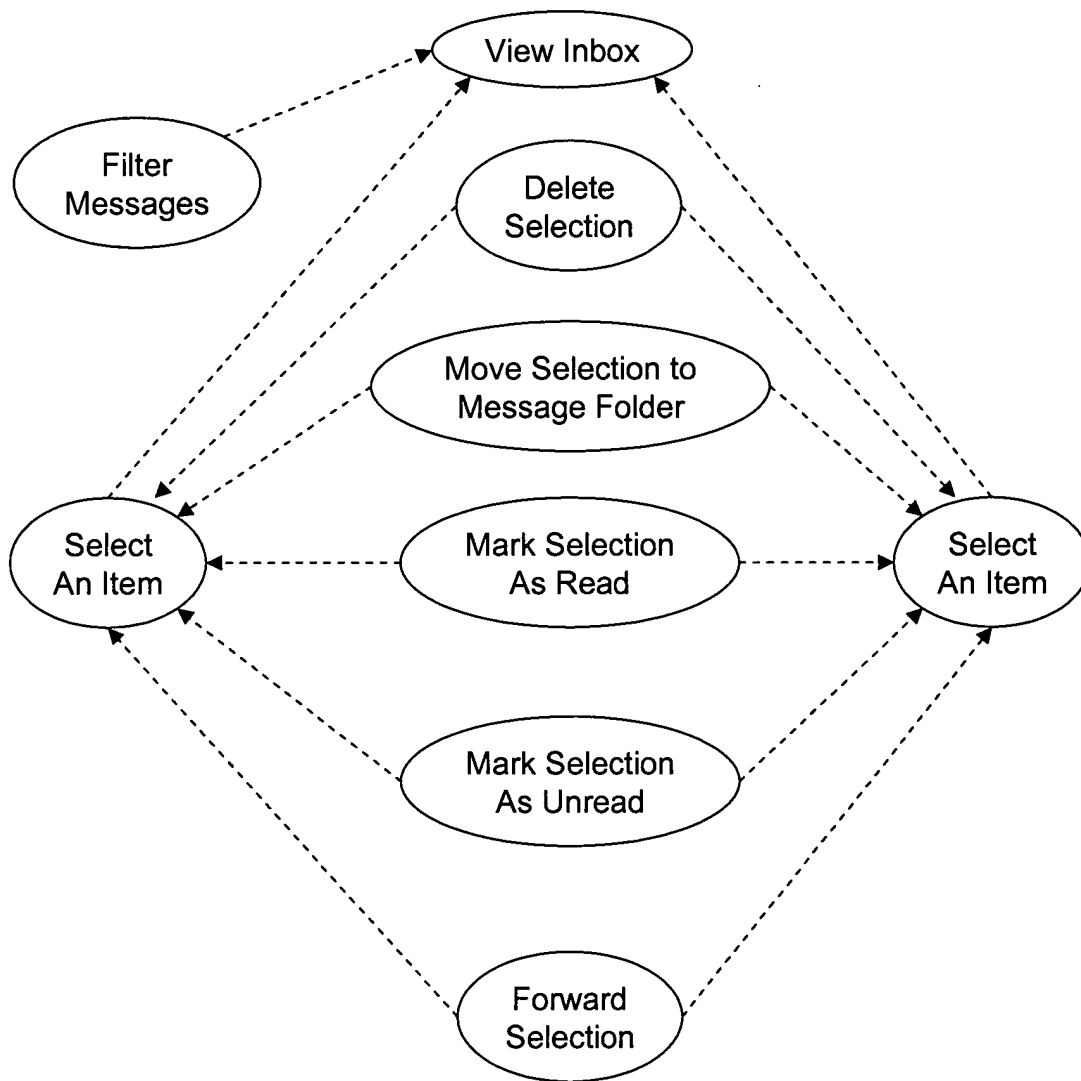 View Inbox
Filter
Messages
Delete
Selection
Move Selection to
Message Folder
Select
An Item
Mark Selection
As Read
Select
An Item
Mark Selection
As Unread
Forward
Selection